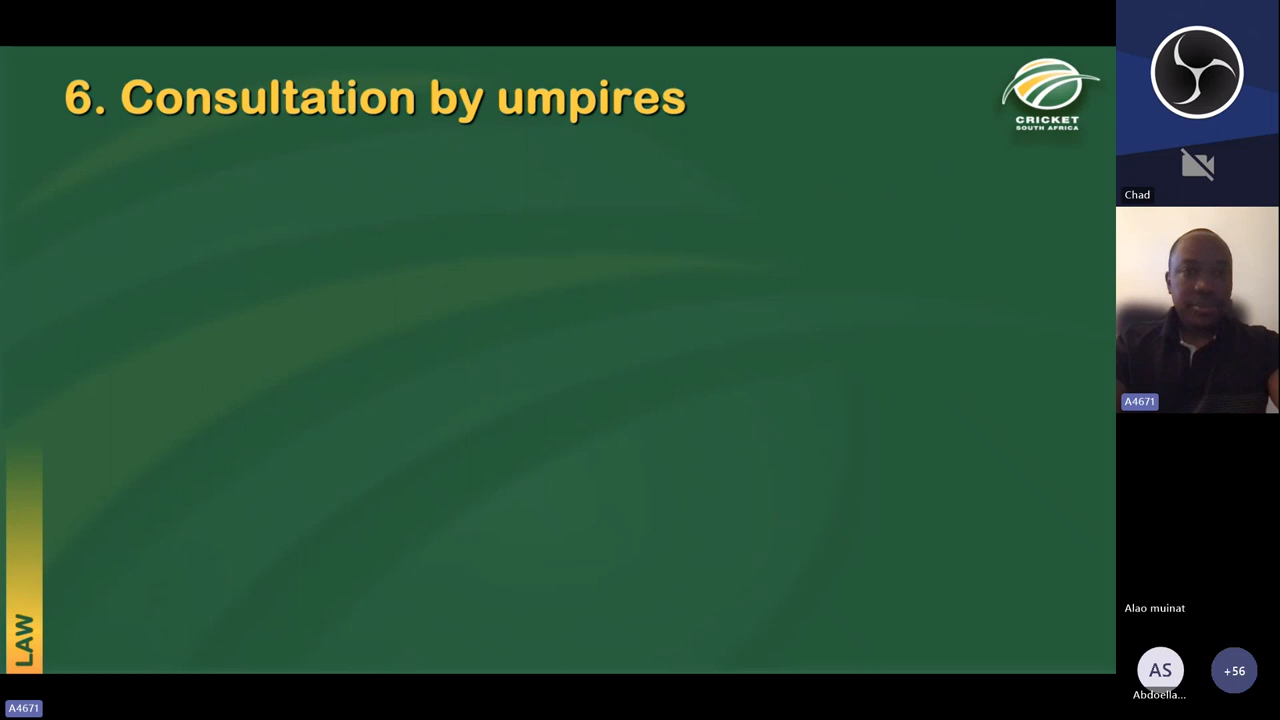 6. Consultation by umpires
CRICKET
SOUTH AFRICA
LAW
A4671
Chad
A4671
Alao muinat
AS
+56
Abdoella...